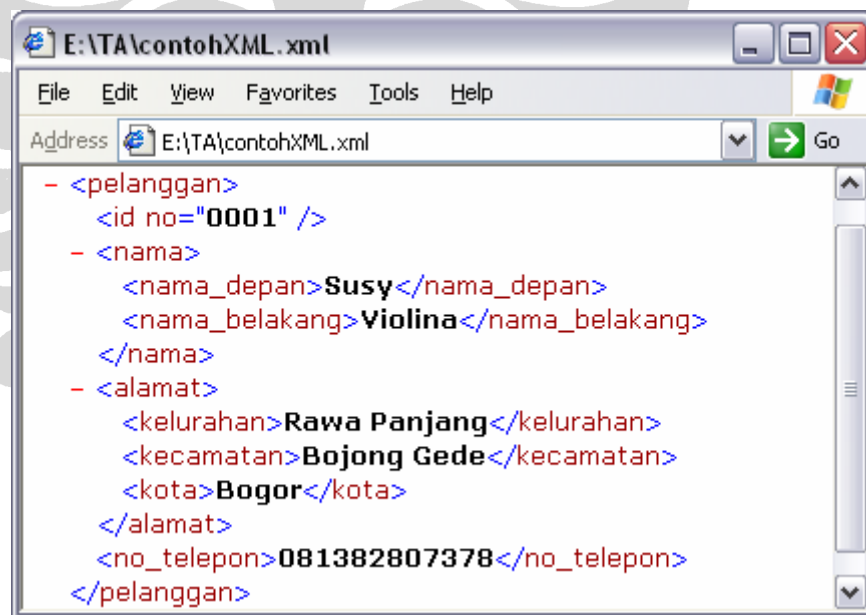 E:\TA\contohXML.xml
File Edit View Favorites Tools Help
Address E:\TA\contohXML.xml Go
- <pelanggan>
<id no="0001" />
- <nama>
<nama_depan>Susy</nama_depan>
<nama_belakang>Violina</nama_belakang>
</nama>
- <alamat>
<kelurahan>Rawa Panjang</kelurahan>
<kecamatan>Bojong Gede</kecamatan>
<kota>Bogor</kota>
</alamat>
<no_telepon>081382807378</no_telepon>
</pelanggan>